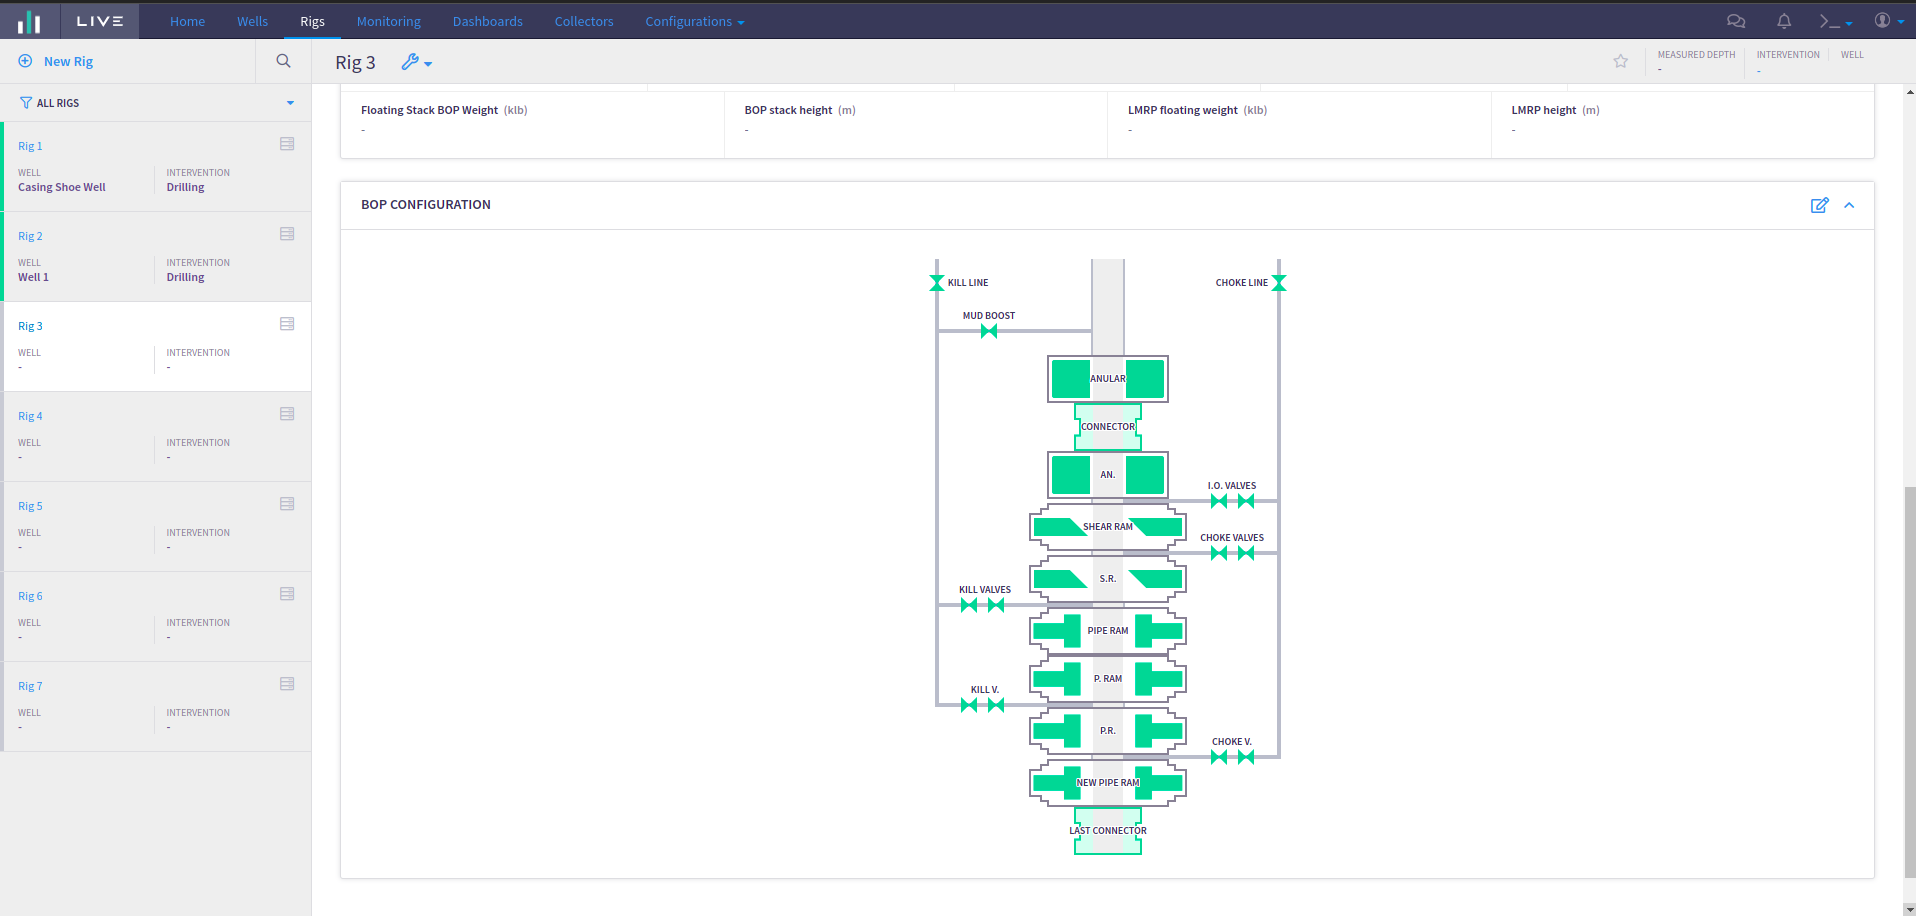 LIVE Home Wells Rigs Monitoring Dashboards Collectors Configurations
New Rig
Rig 3
MEASURED DEPTH INTERVENTION WELL
- -
ALL RIGS
Rig 1
WELL INTERVENTION
Casing Shoe Well Drilling
Rig 2
WELL INTERVENTION
Well 1 Drilling
Rig 3
WELL INTERVENTION
- -
Rig 4
WELL INTERVENTION
- -
Rig 5
WELL INTERVENTION
- -
Rig 6
WELL INTERVENTION
- -
Rig 7
WELL INTERVENTION
- -
Floating Stack BOP Weight (klb) BOP stack height (m) LMRP floating weight (klb) LMRP height (m)
- - - -
BOP CONFIGURATION
KILL LINE CHOKE LINE
MUD BOOST
ANULAR
CONNECTOR
AN.
I.O. VALVES
SHEAR RAM
CHOKE VALVES
S.R.
KILL VALVES
PIPE RAM
P. RAM
KILL V.
P.R.
CHOKE V.
NEW PIPE RAM
LAST CONNECTOR